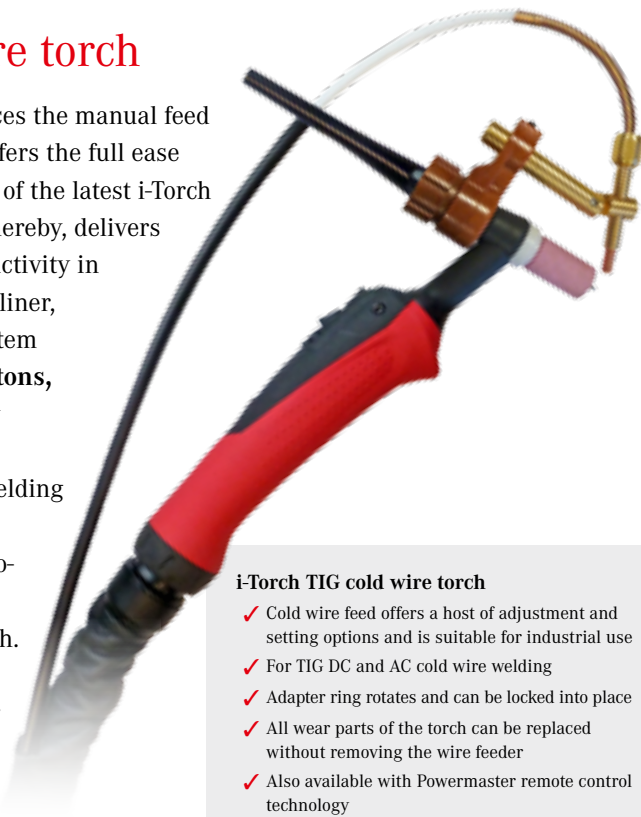 re torch
ces the manual feed
fers the full ease
of the latest i-Torch
hereby, delivers
activity in
liner,
tem
tons,
elding
o-
h.
i-Torch TIG cold wire torch
✓ Cold wire feed offers a host of adjustment and
setting options and is suitable for industrial use
✓ For TIG DC and AC cold wire welding
✓ Adapter ring rotates and can be locked into place
✓ All wear parts of the torch can be replaced
without removing the wire feeder
✓ Also available with Powermaster remote control
technology